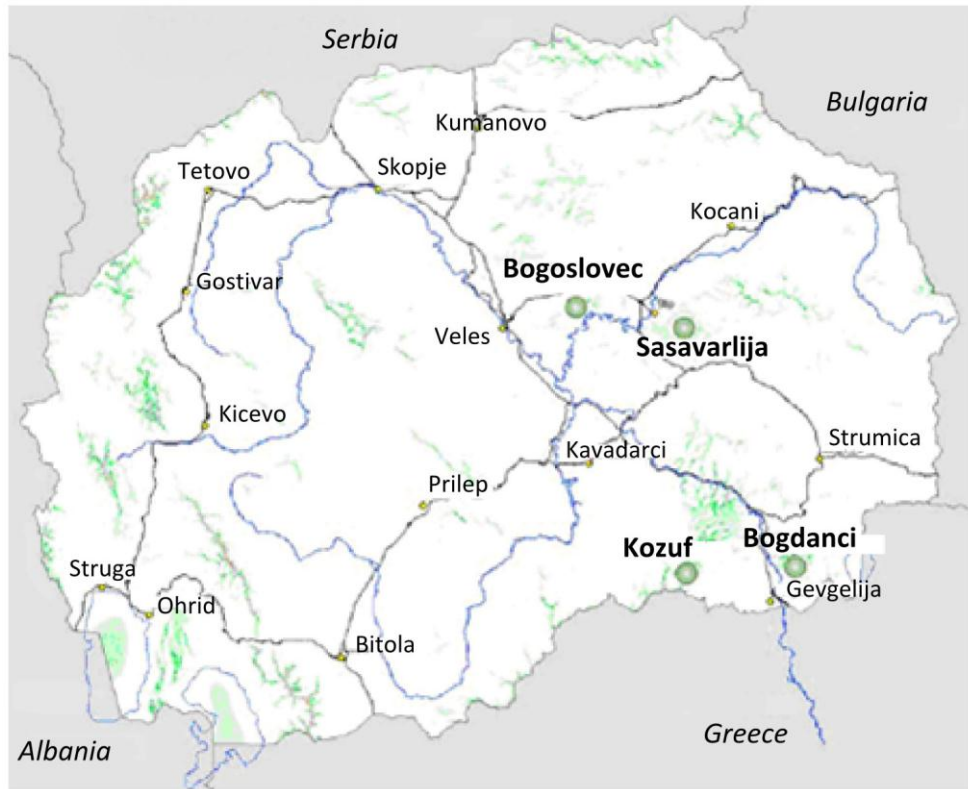 Serbia
Bulgaria
Kumanovo
Tetovo
Skopje
Kocani
Bogoslovec
Gostivar
Veles
Sasavarlija
Kicevo
Kavadarci
Strumica
Prilep
Kozuf
Bogdanci
Struga
Gevgelija
Ohrid
Bitola
Albania
Greece